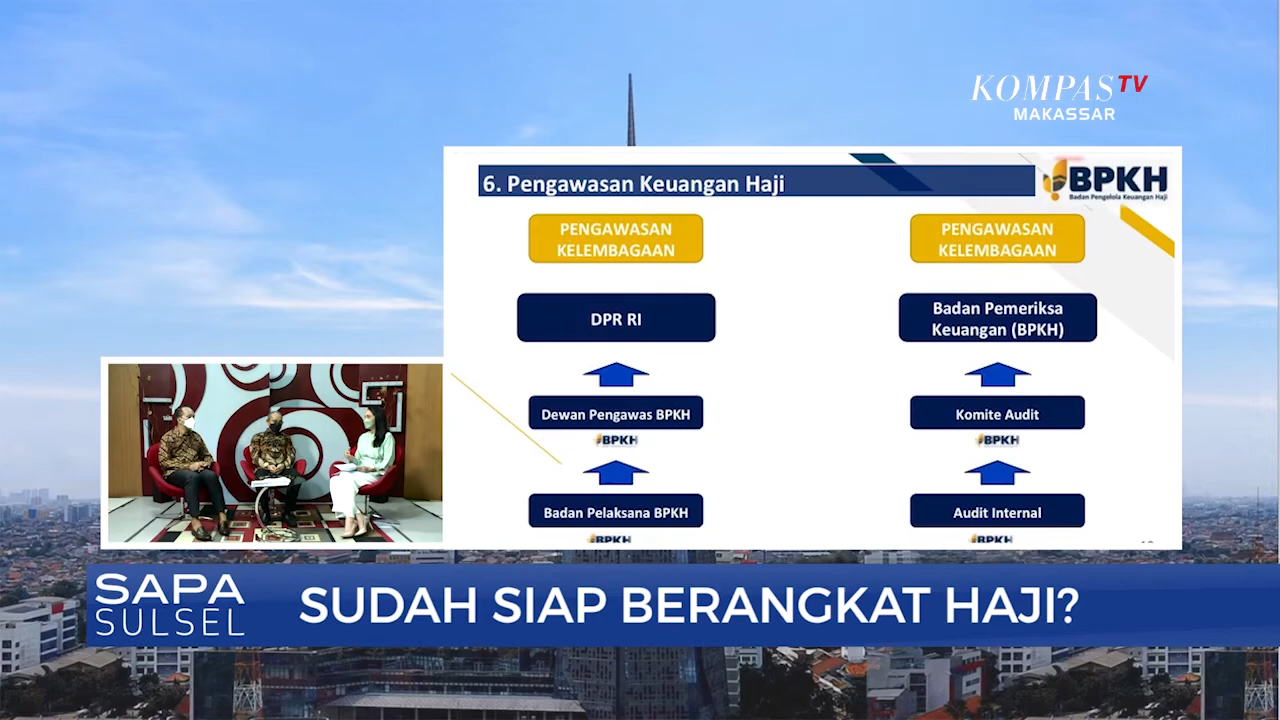 KOMPAS TV
MAKASSAR
6. Pengawasan Keuangan Haji
BPKH
Badan Pengelola Keuangan Haji
PENGAWASAN
KELEMBAGAAN
DPR RI
Dewan Pengawas BPKH
BPKH
Badan Pelaksana BPKH
BPKH
PENGAWASAN
KELEMBAGAAN
Badan Pemeriksa
Keuangan (BPKH)
Komite Audit
BPKH
Audit Internal
BPKH
SAPA
SULSEL
SUDAH SIAP BERANGKAT HAJI?